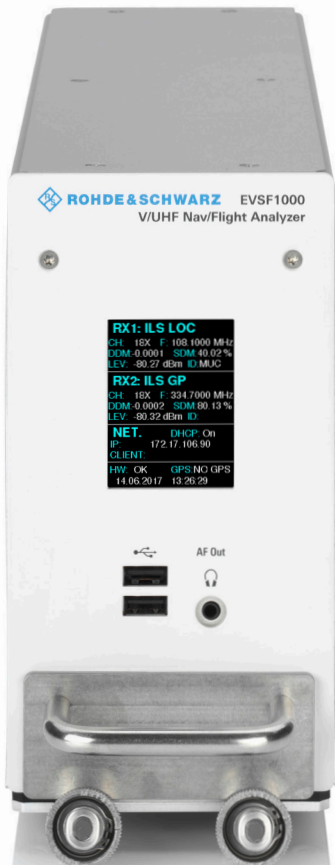 ROHDE&SCHWARZ EVSF1000
V/UHF Nav/Flight Analyzer
RX1: ILS LOC
CH: 18X F: 108.1000 MHz
DDM:-0.0001 SDM:40.02 %
LEV: -80.27 dBm ID:MUC
RX2: ILS GP
CH: 18X F: 334.7000 MHz
DDM:-0.0002 SDM:80.13 %
LEV: -80.32 dBm ID:
NET. DHCP: On
IP: 172.17.106.90
CLIENT:
HW: OK GPS:NO GPS
14.06.2017 13:26:29
AF Out